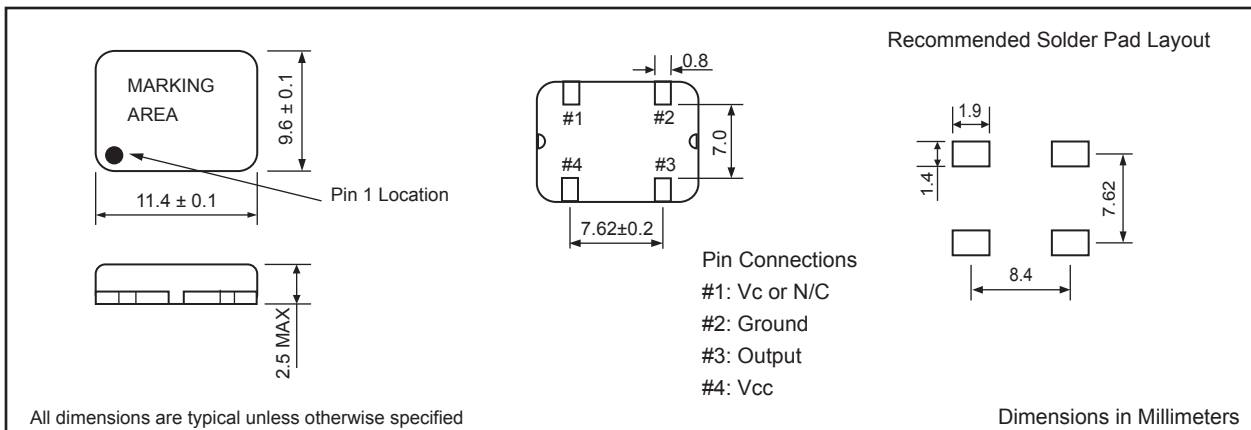 Recommended Solder Pad Layout
MARKING
AREA
9.6 ± 0.1
Pin 1 Location
11.4 ± 0.1
2.5 MAX
0.8
#1
#2
#4
#3
7.0
7.62±0.2
1.9
1.4
7.62
8.4
Pin Connections
#1: Vc or N/C
#2: Ground
#3: Output
#4: Vcc
All dimensions are typical unless otherwise specified
Dimensions in Millimeters